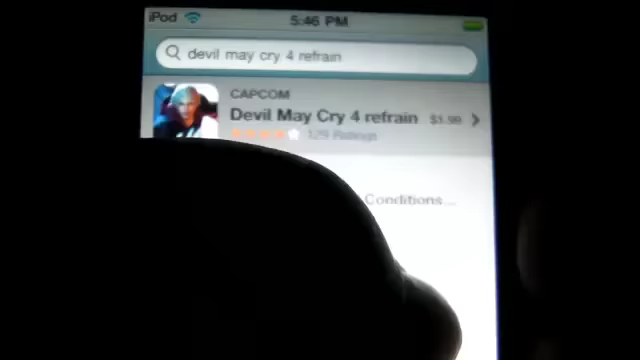 iPod 5:46 PM
devil may cry 4 refrain
CAPCOM
Devil May Cry 4 refrain $1.99
129 Ratings
Conditions...